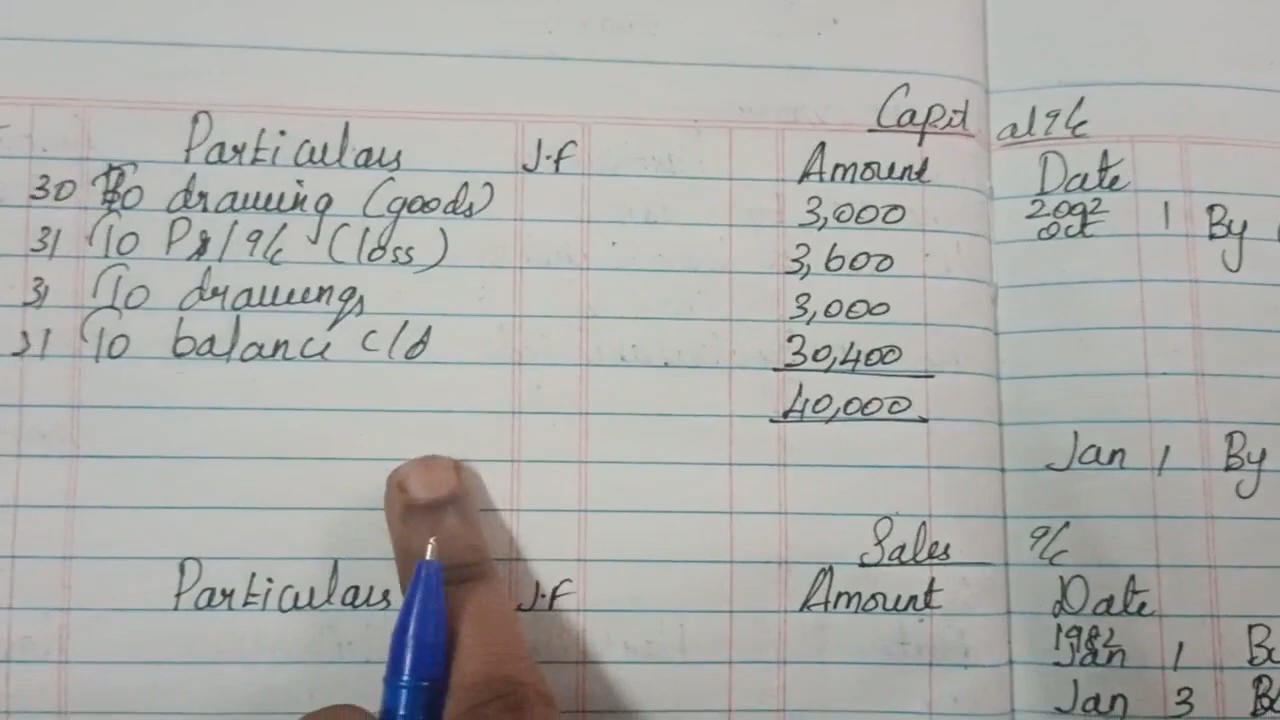 Capital a/c
Particulars J.F Amount Date
30 To drawing (goods) 3,000 2002 Oct 1 By
31 To P&/a/c (loss) 3,600
31 To drawings 3,000
31 To balance c/d 30,400
40,000
Jan 1 By
Sales a/c
Particulars J.F Amount Date
1982
Jan 1
Jan 3